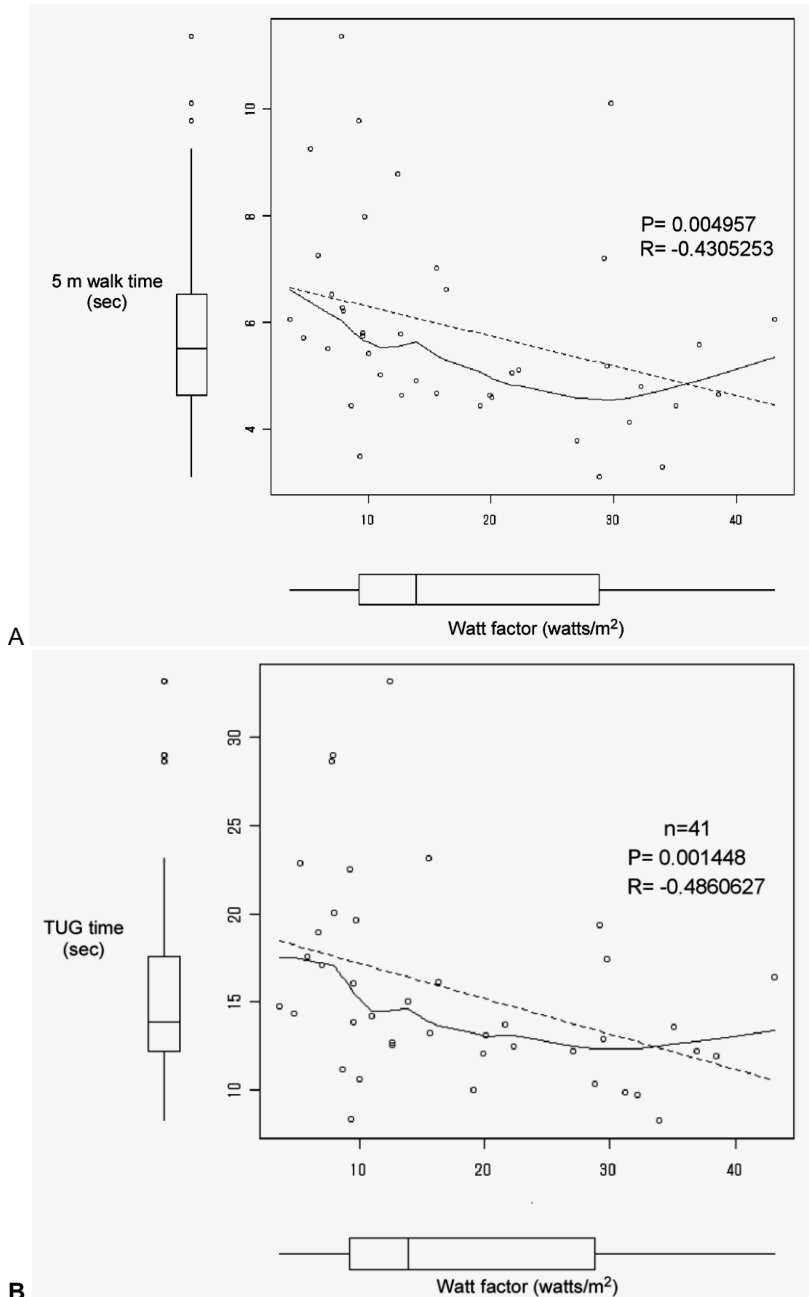 10
8
6
4
P= 0.004957
R= -0.4305253
5 m walk time
(sec)
10 20 30 40
Watt factor (watts/m²)
A
30
25
20
15
10
n=41
P= 0.001448
R= -0.4860627
TUG time
(sec)
10 20 30 40
Watt factor (watts/m²)
B